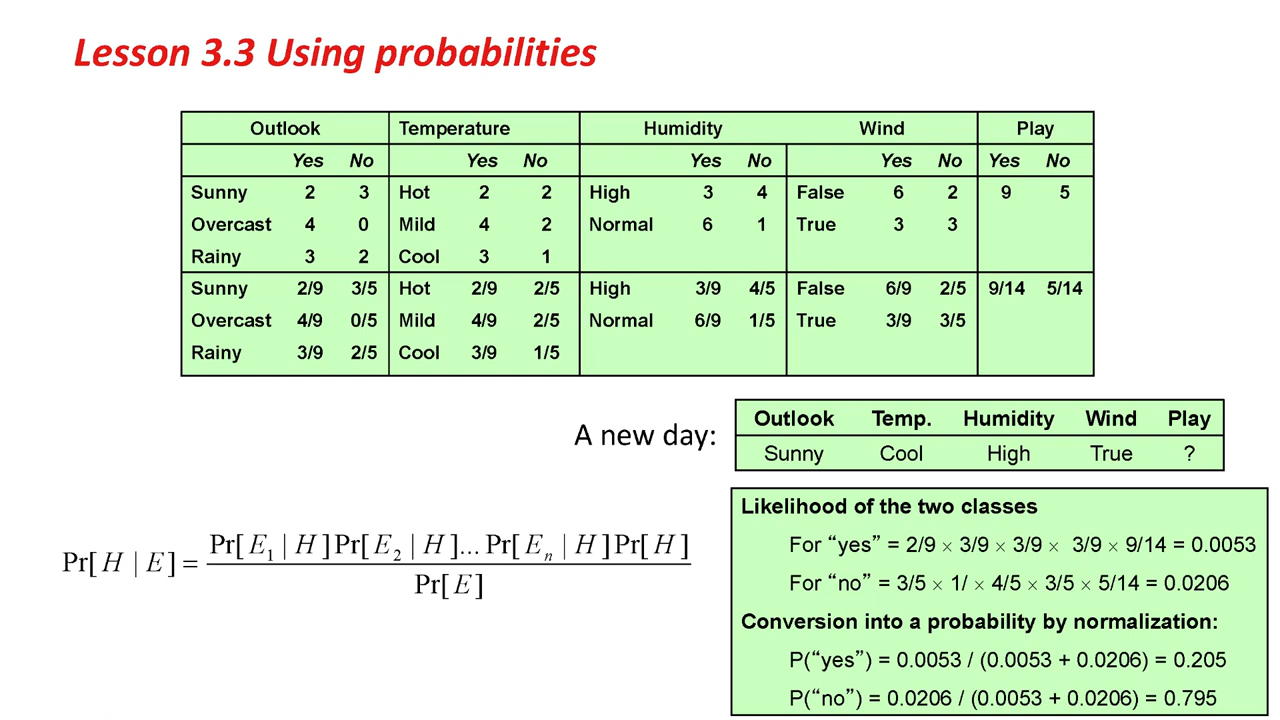 Lesson 3.3 Using probabilities
Outlook Temperature Humidity Wind Play
Yes No Yes No Yes No Yes No Yes No
Sunny 2 3 Hot 2 2 High 3 4 False 6 2 9 5
Overcast 4 0 Mild 4 2 Normal 6 1 True 3 3
Rainy 3 2 Cool 3 1
Sunny 2/9 3/5 Hot 2/9 2/5 High 3/9 4/5 False 6/9 2/5 9/14 5/14
Overcast 4/9 0/5 Mild 4/9 2/5 Normal 6/9 1/5 True 3/9 3/5
Rainy 3/9 2/5 Cool 3/9 1/5
A new day:
Outlook Temp. Humidity Wind Play
Sunny Cool High True ?
Pr[H | E] = Pr[E₁ | H]Pr[E₂ | H]... Pr[Eₙ | H]Pr[H]
Pr[E]
Likelihood of the two classes
For “yes” = 2/9 × 3/9 × 3/9 × 3/9 × 9/14 = 0.0053
For “no” = 3/5 × 1/ × 4/5 × 3/5 × 5/14 = 0.0206
Conversion into a probability by normalization:
P(“yes”) = 0.0053 / (0.0053 + 0.0206) = 0.205
P(“no”) = 0.0206 / (0.0053 + 0.0206) = 0.795